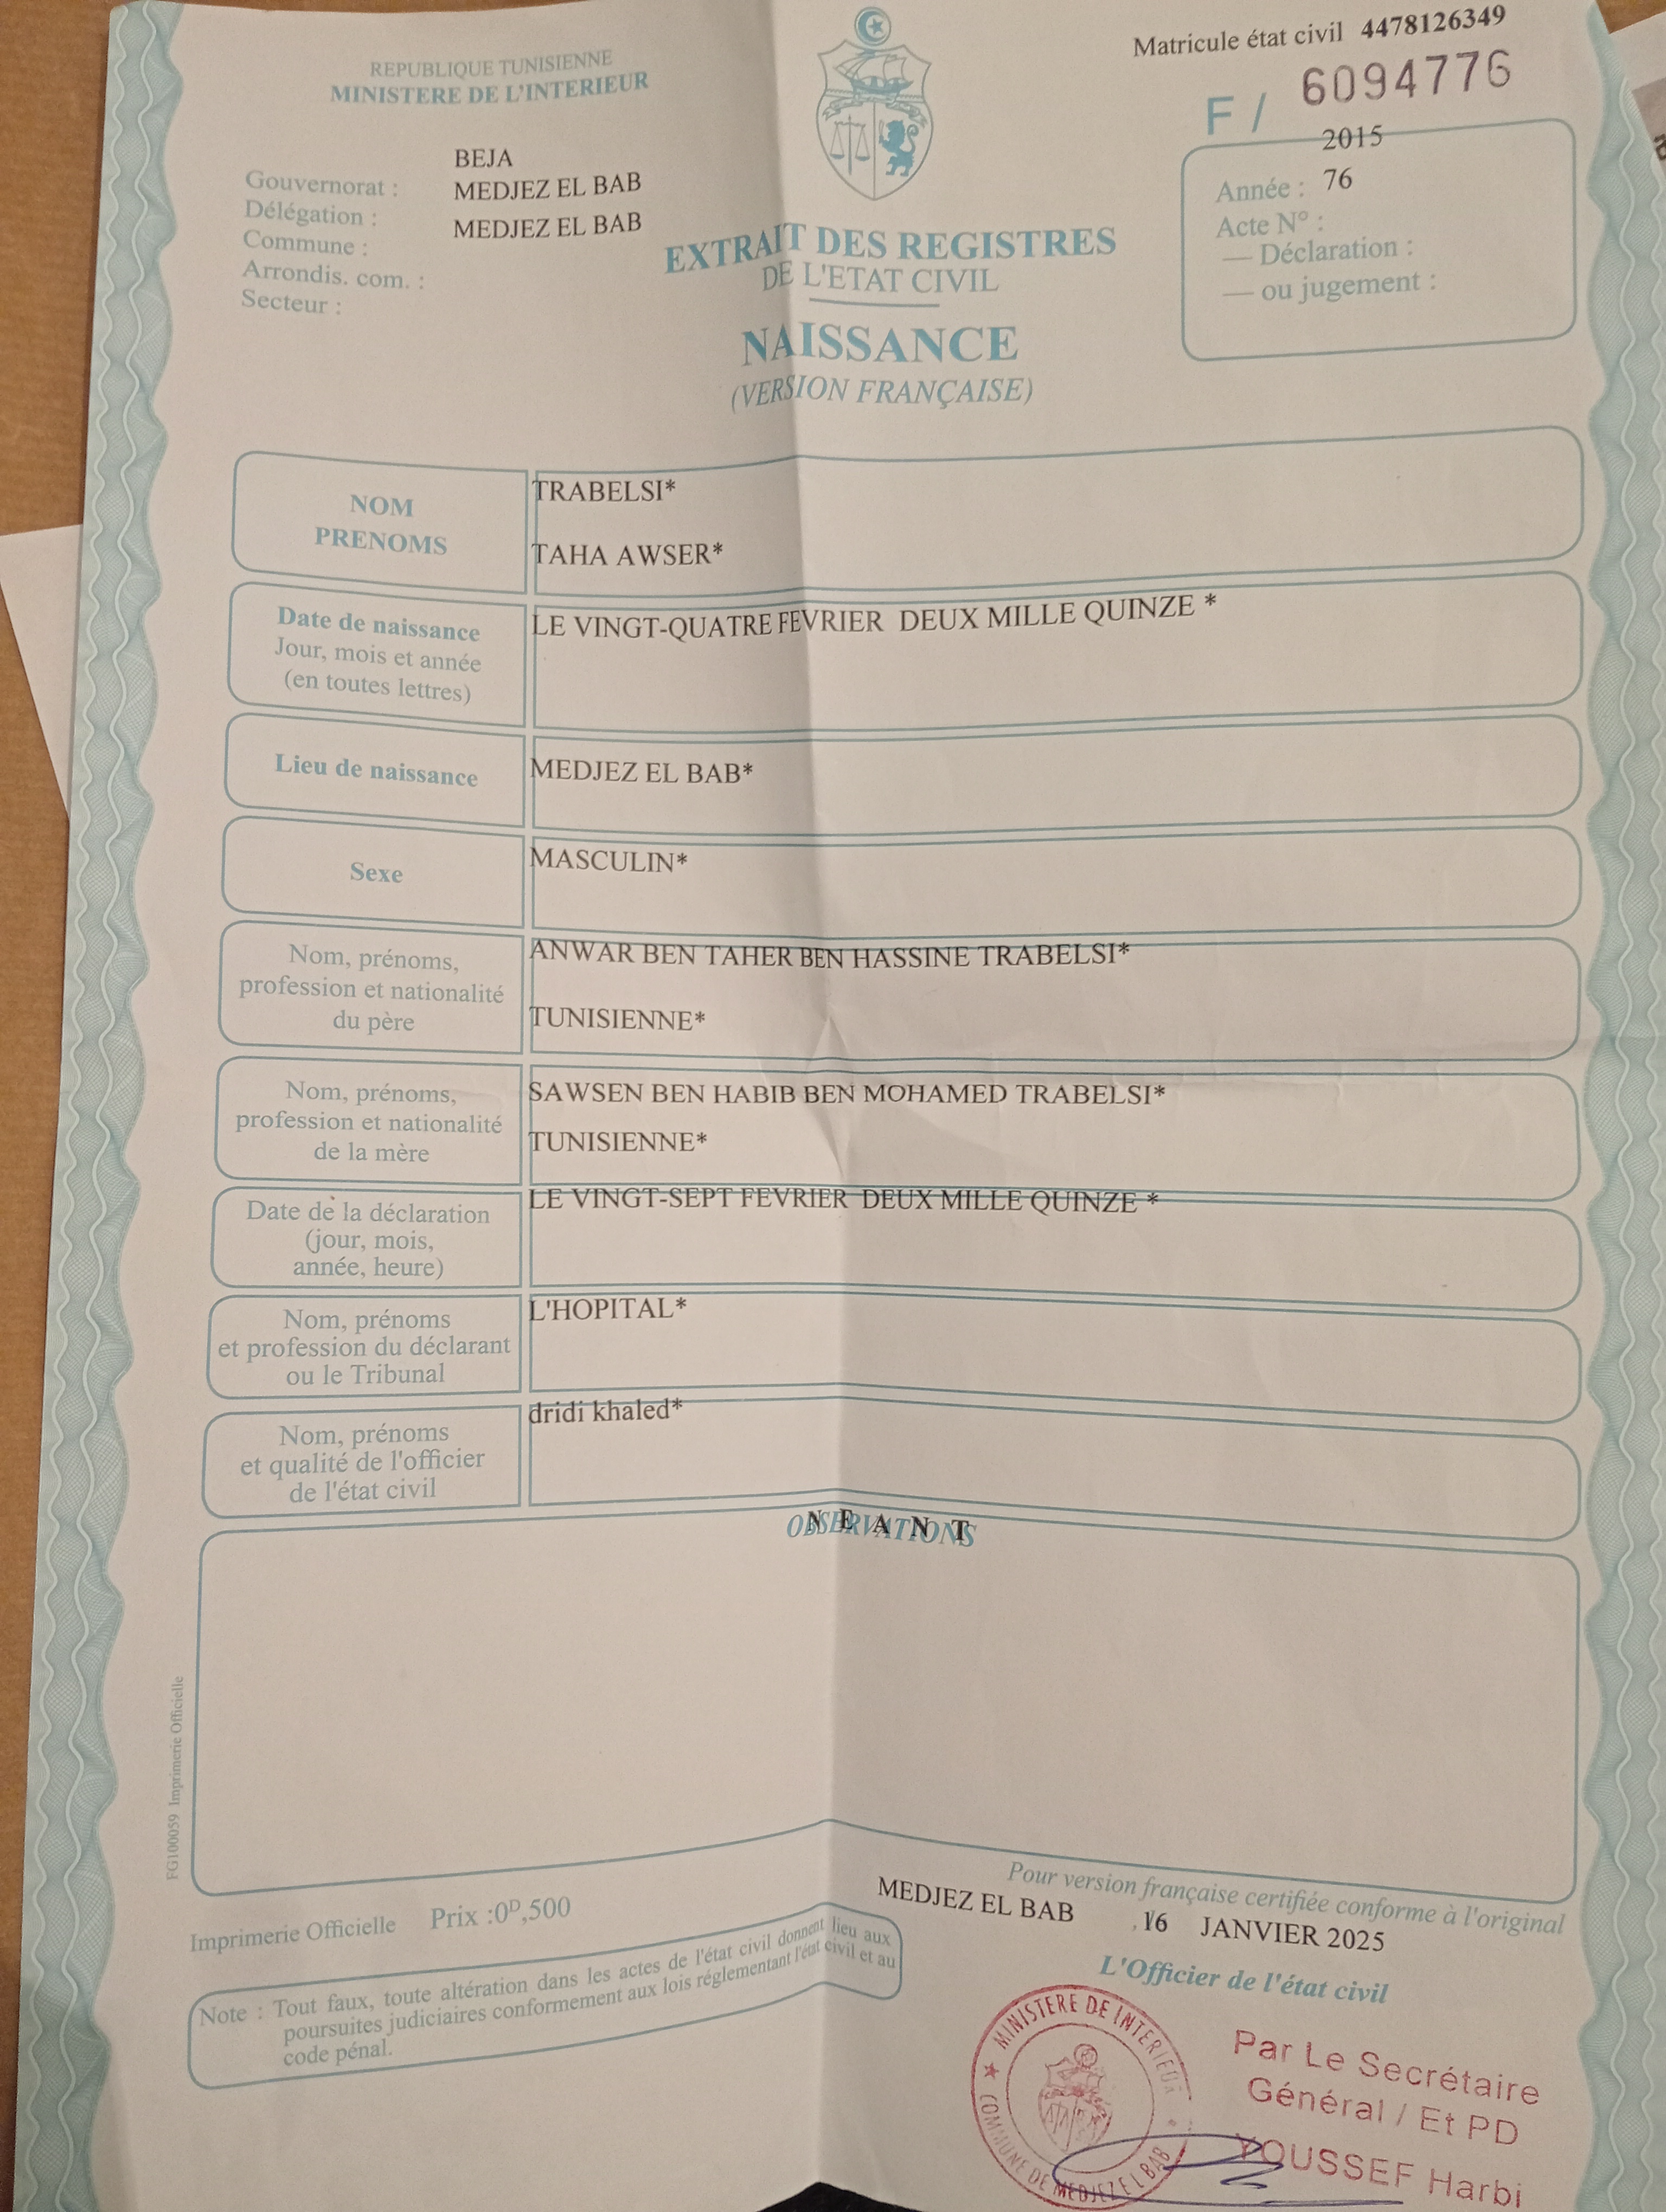 REPUBLIQUE TUNISIENNE
MINISTERE DE L'INTERIEUR
Matricule état civil 4478126349
F / 6094776
BEJA
Gouvernorat :
MEDJEZ EL BAB
Délégation :
MEDJEZ EL BAB
Commune :
Arrondis. com. :
Secteur :
2015
Année : 76
Acte N° :
— Déclaration :
— ou jugement :
EXTRAIT DES REGISTRES
DE L'ETAT CIVIL
NAISSANCE
(VERSION FRANÇAISE)
NOM
PRENOMS
TRABELSI*
TAHA AWSER*
Date de naissance
Jour, mois et année
(en toutes lettres)
LE VINGT-QUATRE FEVRIER DEUX MILLE QUINZE *
Lieu de naissance
MEDJEZ EL BAB*
Sexe
MASCULIN*
Nom, prénoms,
profession et nationalité
du père
ANWAR BEN TAHER BEN HASSINE TRABELSI*
TUNISIENNE*
Nom, prénoms,
profession et nationalité
de la mère
SAWSEN BEN HABIB BEN MOHAMED TRABELSI*
TUNISIENNE*
Date de la déclaration
(jour, mois,
année, heure)
LE VINGT-SEPT FEVRIER DEUX MILLE QUINZE *
Nom, prénoms
et profession du déclarant
ou le Tribunal
L'HOPITAL*
Nom, prénoms
et qualité de l'officier
de l'état civil
dridi khaled*
OBSERVATIONS
N E A N T
FG100059 Imprimerie Officielle
Imprimerie Officielle Prix :0ᴰ,500
Note : Tout faux, toute altération dans les actes de l'état civil donnent lieu aux
poursuites judiciaires conformement aux lois réglementant l'état civil et au
code pénal.
Pour version française certifiée conforme à l'original
MEDJEZ EL BAB , 16 JANVIER 2025
L'Officier de l'état civil
MINISTERE DE INTERIEUR
COMMUNE DE MEDJEZ EL BAB
Par Le Secrétaire
Général / Et PD
YOUSSEF Harbi